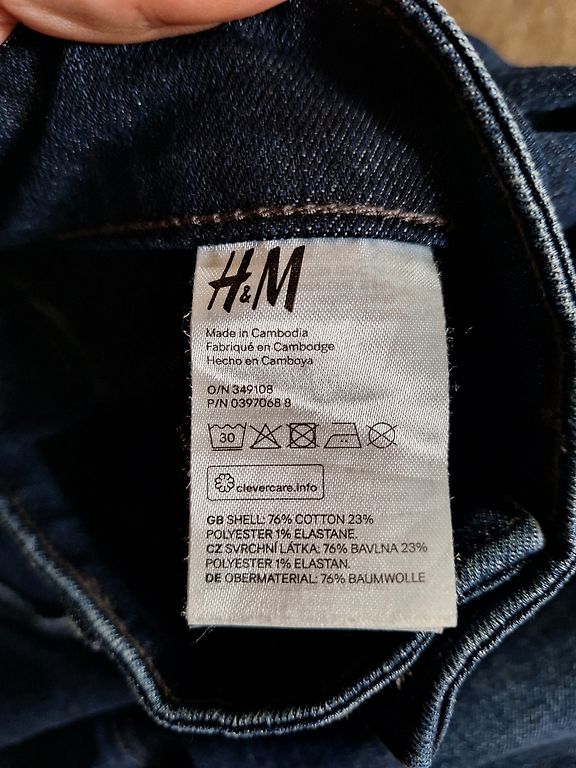 H&M
Made in Cambodia
Fabriqué en Cambodge
Hecho en Camboya
O/N 349108
P/N 0397068 8
30
clevercare.info
GB SHELL: 76% COTTON 23%
POLYESTER 1% ELASTANE.
CZ SVRCHNÍ LÁTKA: 76% BAVLNA 23%
POLYESTER 1% ELASTAN.
DE OBERMATERIAL: 76% BAUMWOLLE